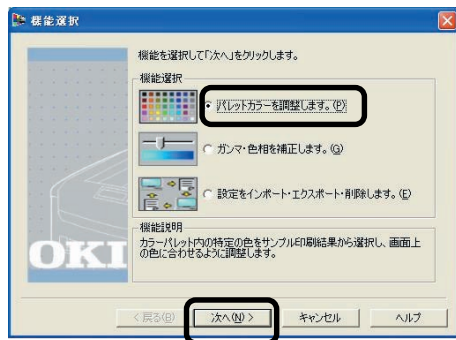 機能選択
機能を選択して「次へ」をクリックします。
機能選択
パレットカラーを調整します。(P)
ガンマ・色相を補正します。(G)
設定をインポート・エクスポート・削除します。(E)
機能説明
カラーパレット内の特定の色をサンプル印刷結果から選択し、画面上
の色に合わせるように調整します。
OKI
< 戻る(B)
次へ(N) >
キャンセル
ヘルプ